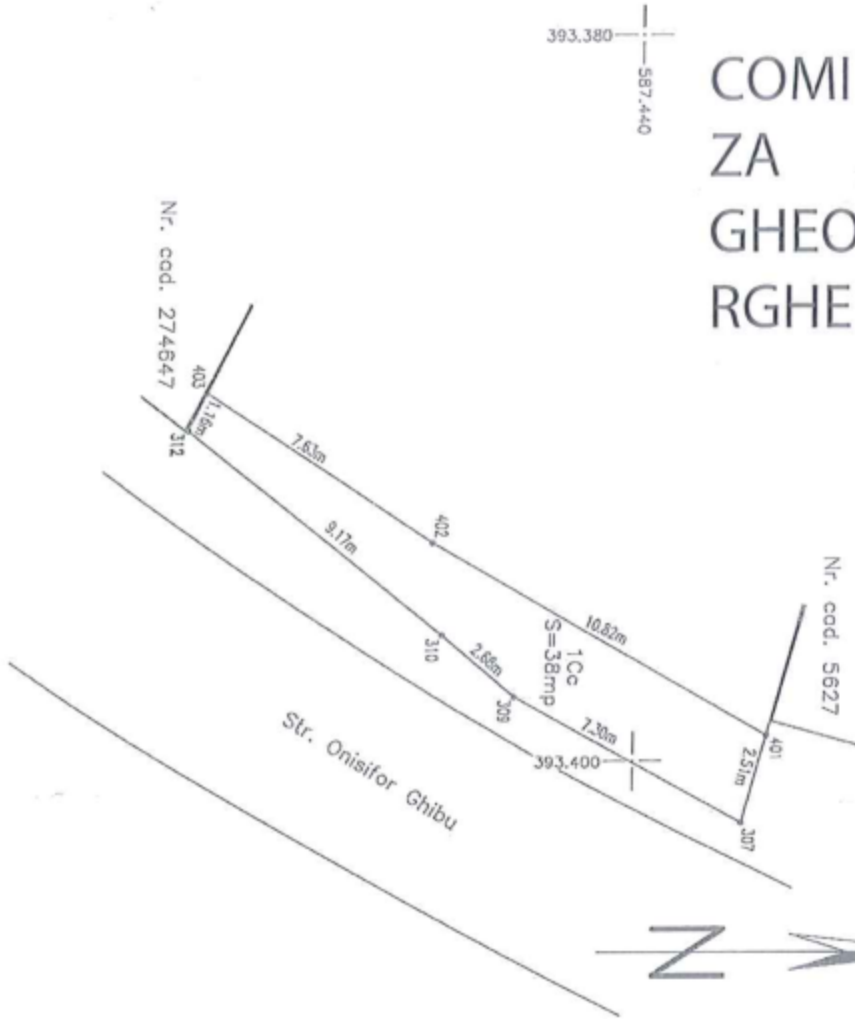 393.380
587.440
COMI
ZA
GHEO
RGHE
Nr. cad. 274647
403
1.16m
312
7.63m
402
9.17m
310
2.68m
309
1Cc
S=38mp
10.82m
7.30m
393.400
Nr. cad. 5627
401
2.51m
307
Str. Onisifor Ghibu
N